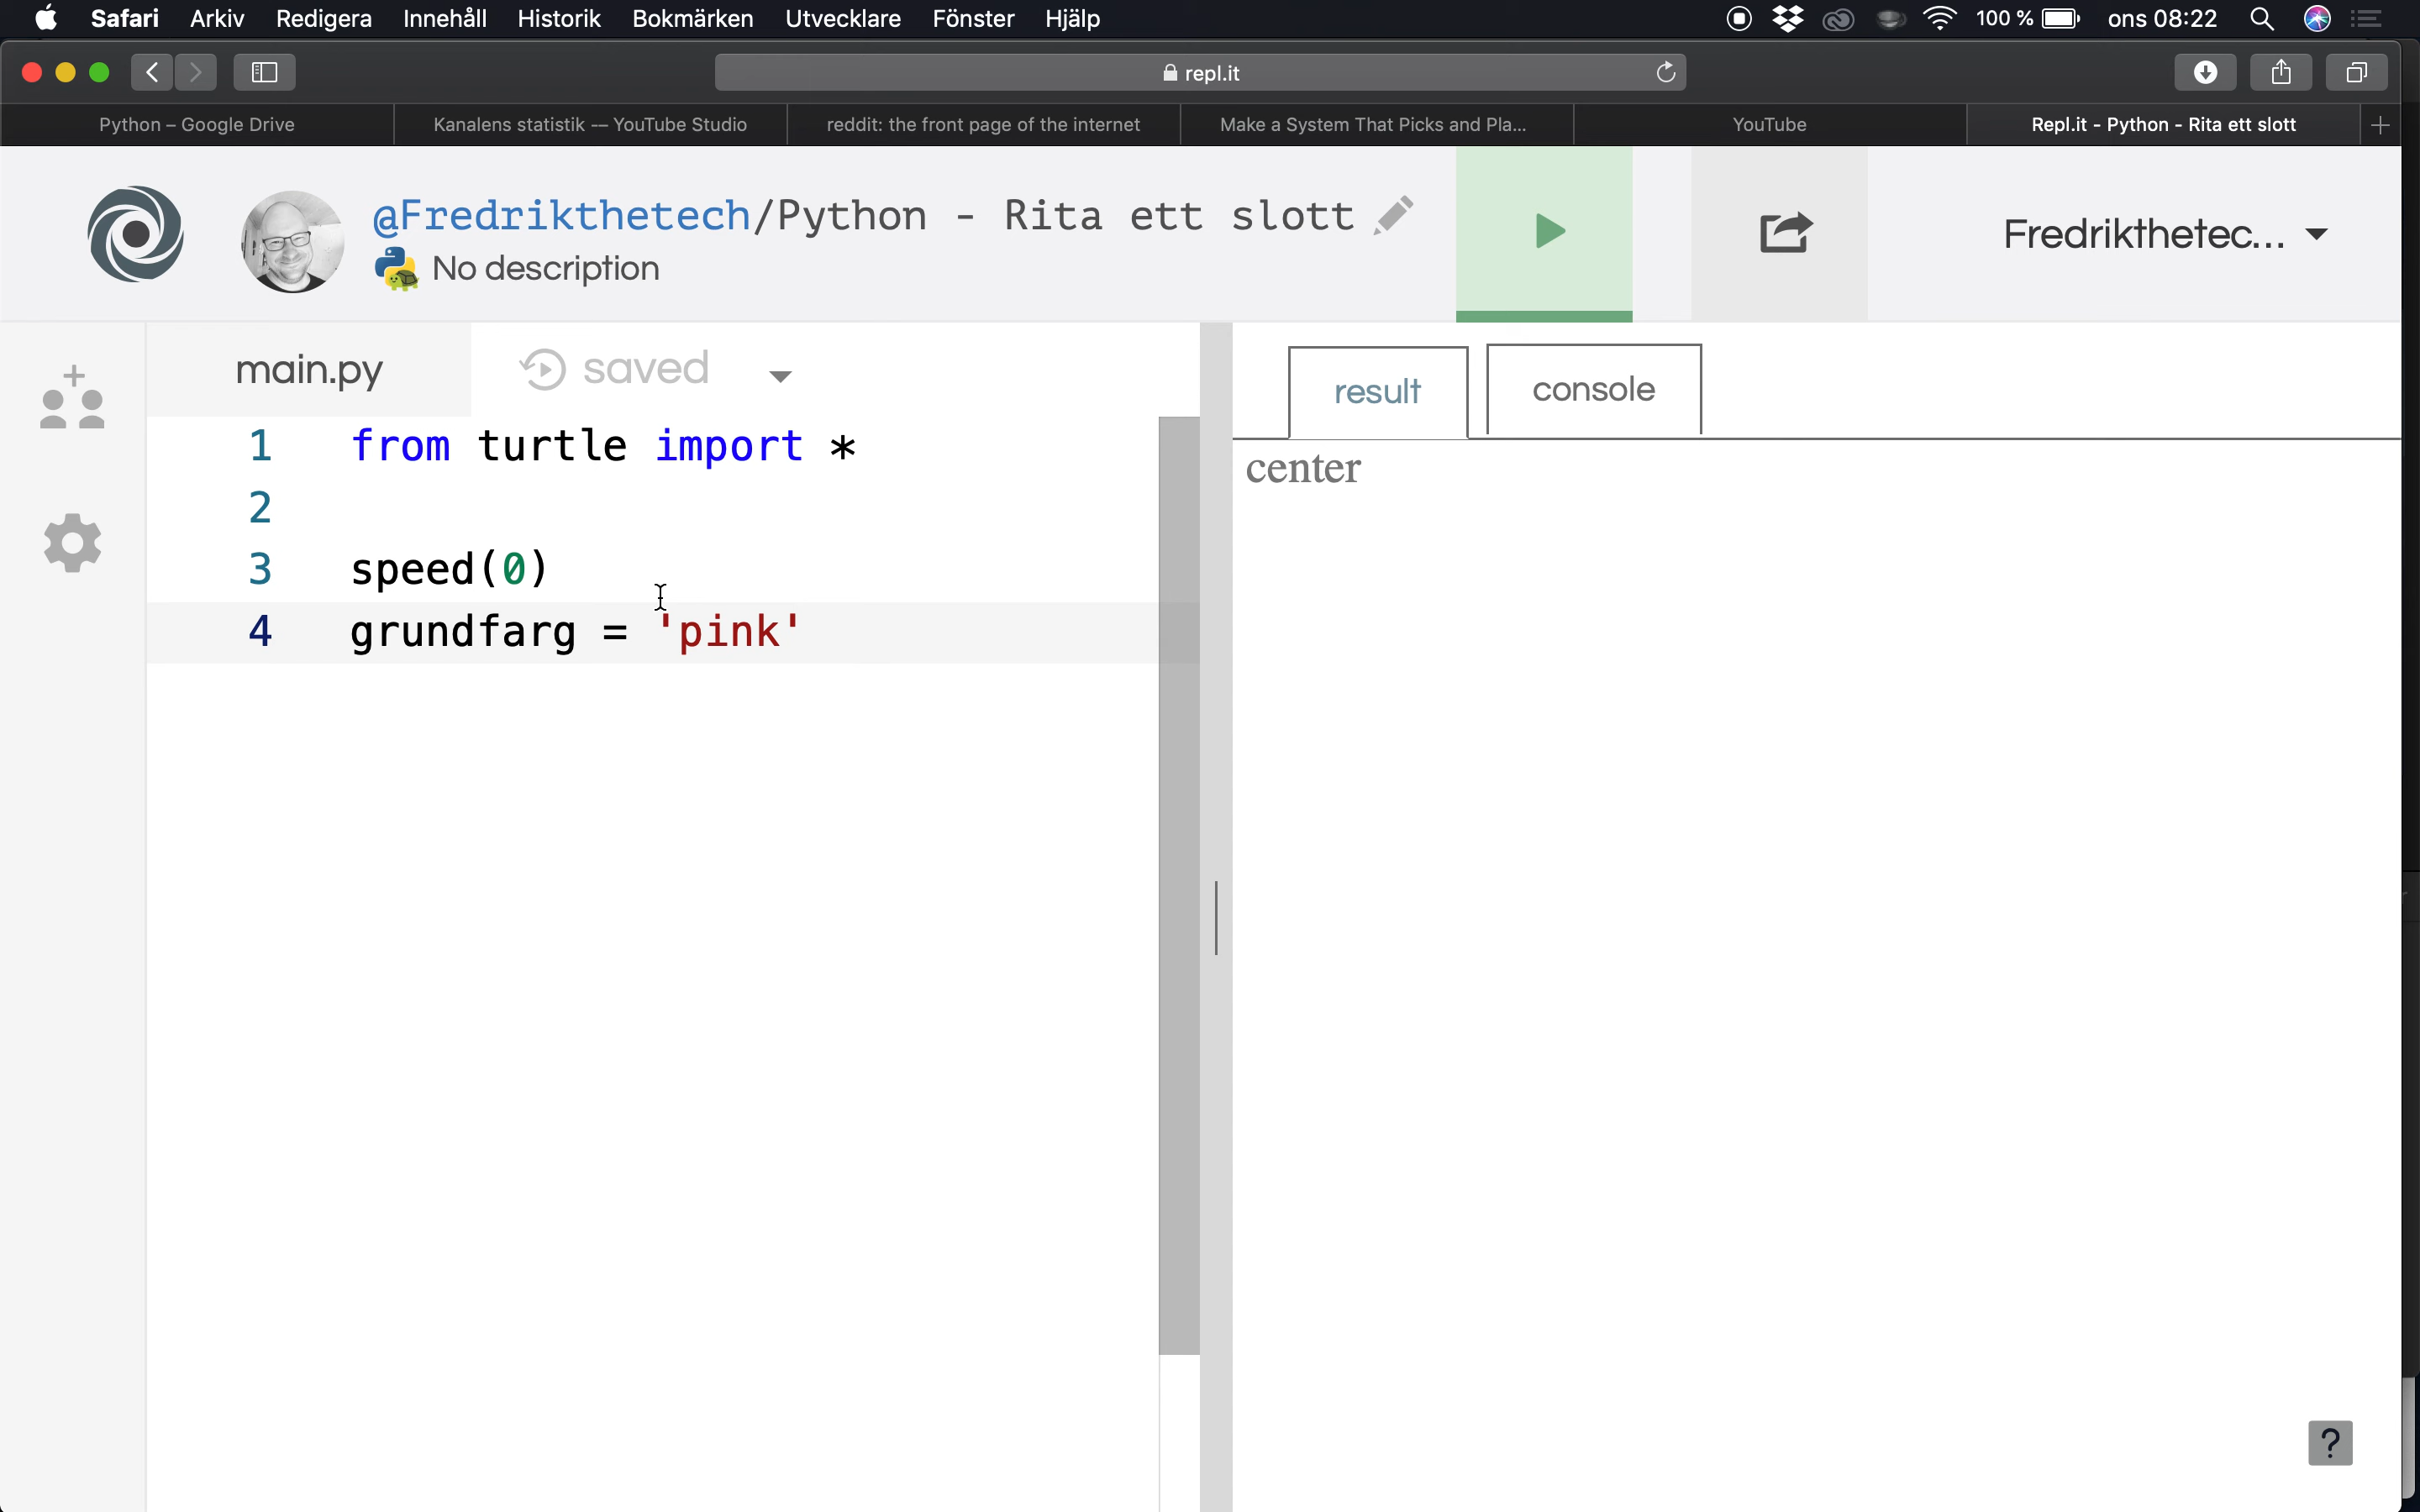 Safari Arkiv Redigera Innehåll Historik Bokmärken Utvecklare Fönster Hjälp 100 % ons 08:22
repl.it
Python – Google Drive Kanalens statistik -- YouTube Studio reddit: the front page of the internet Make a System That Picks and Pla... YouTube Repl.it - Python - Rita ett slott
@Fredrikthetech/Python - Rita ett slott
No description
Fredrikthetec...
main.py saved
result console
1 from turtle import *
2
3 speed(0)
4 grundfarg = 'pink'
center
?